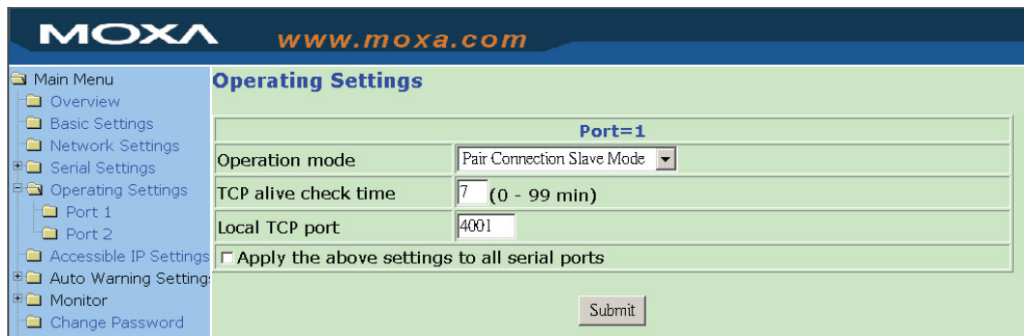 MOXA www.moxa.com
Main Menu
Overview
Basic Settings
Network Settings
Serial Settings
Operating Settings
Port 1
Port 2
Accessible IP Settings
Auto Warning Setting
Monitor
Change Password
Operating Settings
Port=1
Operation mode Pair Connection Slave Mode
TCP alive check time 7 (0 - 99 min)
Local TCP port 4001
Apply the above settings to all serial ports
Submit